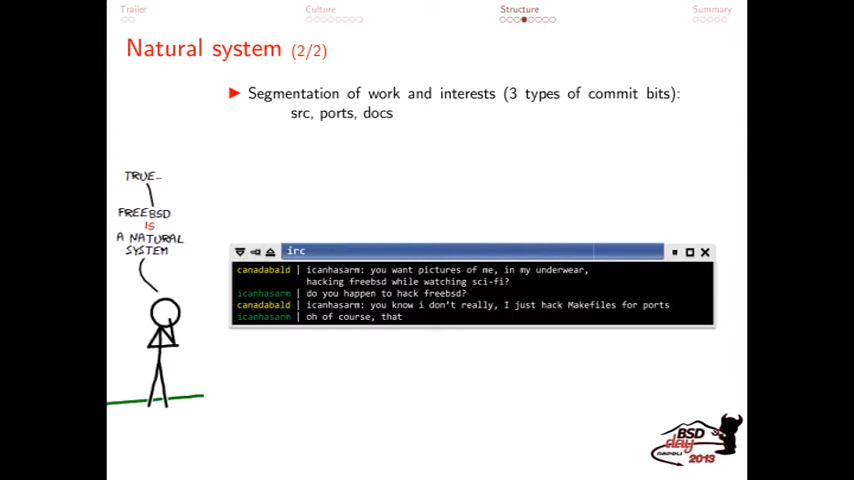 Trailer
Culture
Structure
Summary
Natural system (2/2)
Segmentation of work and interests (3 types of commit bits):
src, ports, docs
TRUE...
FREEBSD
IS
A NATURAL
SYSTEM
irc
canadabald | icanhasarm: you want pictures of me, in my underwear,
hacking freebsd while watching sci-fi?
icanhasarm | do you happen to hack freebsd?
canadabald | icanhasarm: you know i don't really, I just hack Makefiles for ports
icanhasarm | oh of course, that
BSD
day
NAPOLI
2013